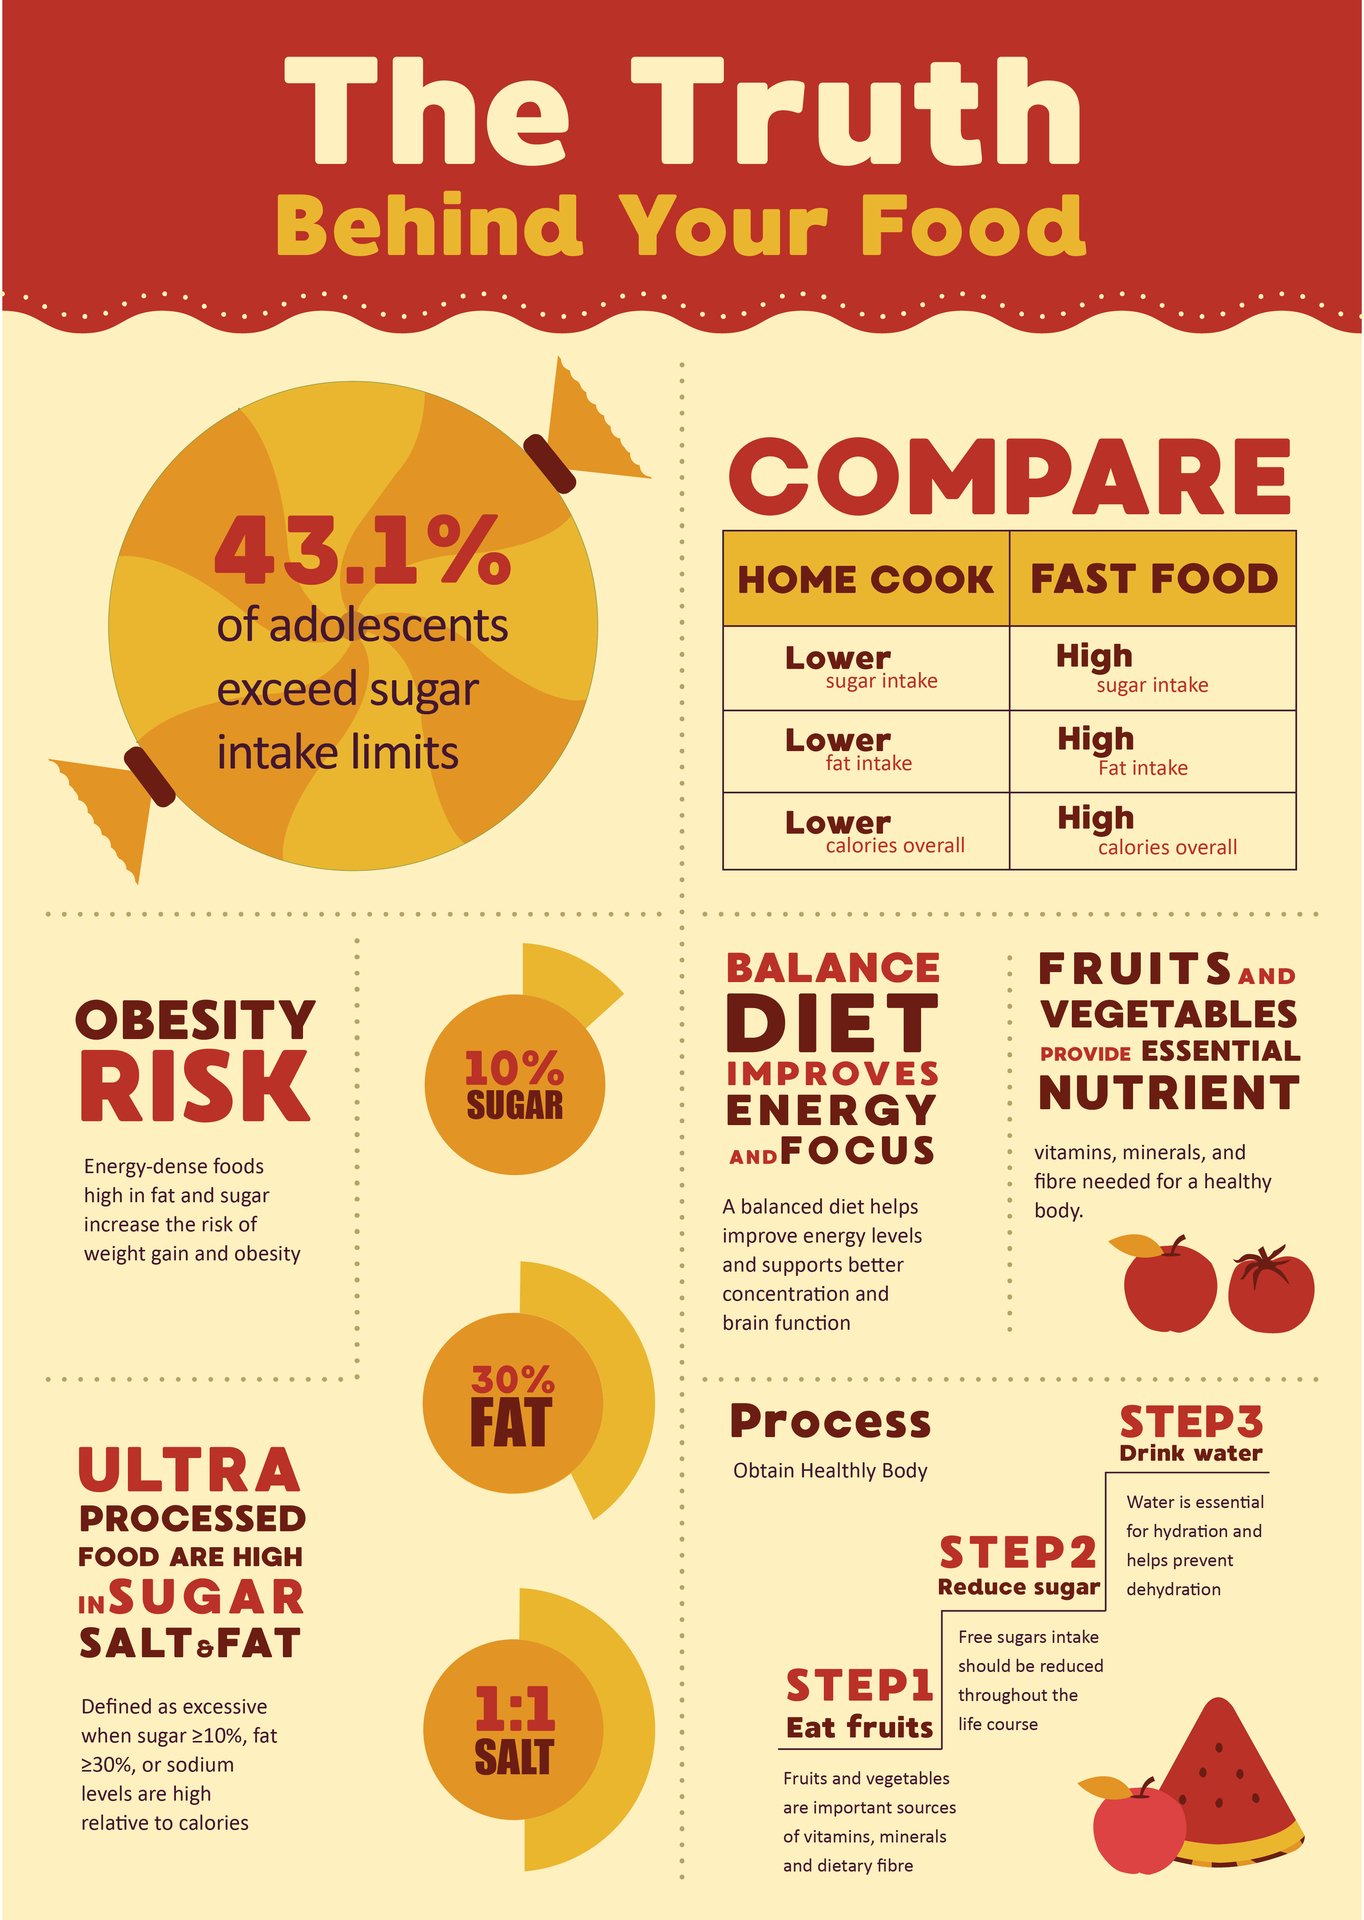 The Truth
Behind Your Food
43.1%
of adolescents
exceed sugar
intake limits
COMPARE
HOME COOK
FAST FOOD
Lower
sugar intake
High
sugar intake
Lower
fat intake
High
Fat intake
Lower
calories overall
High
calories overall
OBESITY
RISK
Energy-dense foods
high in fat and sugar
increase the risk of
weight gain and obesity
10%
SUGAR
30%
FAT
1:1
SALT
ULTRA
PROCESSED
FOOD ARE HIGH
IN SUGAR
SALT & FAT
Defined as excessive
when sugar ≥10%, fat
≥30%, or sodium
levels are high
relative to calories
BALANCE
DIET
IMPROVES
ENERGY
AND FOCUS
A balanced diet helps
improve energy levels
and supports better
concentration and
brain function
FRUITS AND
VEGETABLES
PROVIDE ESSENTIAL
NUTRIENT
vitamins, minerals, and
fibre needed for a healthy
body.
Process
Obtain Healthly Body
STEP1
Eat fruits
Fruits and vegetables
are important sources
of vitamins, minerals
and dietary fibre
STEP2
Reduce sugar
Free sugars intake
should be reduced
throughout the
life course
STEP3
Drink water
Water is essential
for hydration and
helps prevent
dehydration